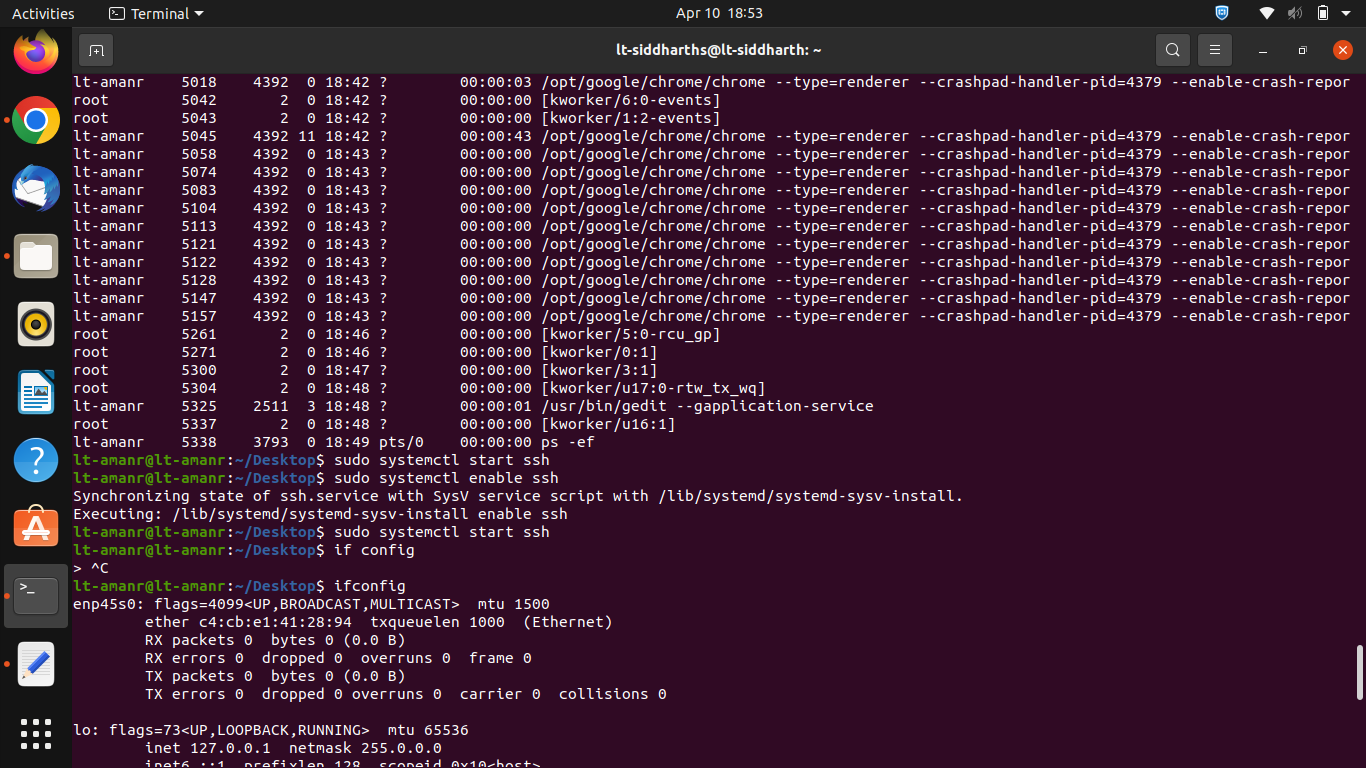 Activities Terminal Apr 10 18:53
lt-siddharths@lt-siddharth: ~
lt-amanr 5018 4392 0 18:42 ? 00:00:03 /opt/google/chrome/chrome --type=renderer --crashpad-handler-pid=4379 --enable-crash-repor
root 5042 2 0 18:42 ? 00:00:00 [kworker/6:0-events]
root 5043 2 0 18:42 ? 00:00:00 [kworker/1:2-events]
lt-amanr 5045 4392 11 18:42 ? 00:00:43 /opt/google/chrome/chrome --type=renderer --crashpad-handler-pid=4379 --enable-crash-repor
lt-amanr 5058 4392 0 18:43 ? 00:00:00 /opt/google/chrome/chrome --type=renderer --crashpad-handler-pid=4379 --enable-crash-repor
lt-amanr 5074 4392 0 18:43 ? 00:00:00 /opt/google/chrome/chrome --type=renderer --crashpad-handler-pid=4379 --enable-crash-repor
lt-amanr 5083 4392 0 18:43 ? 00:00:00 /opt/google/chrome/chrome --type=renderer --crashpad-handler-pid=4379 --enable-crash-repor
lt-amanr 5104 4392 0 18:43 ? 00:00:00 /opt/google/chrome/chrome --type=renderer --crashpad-handler-pid=4379 --enable-crash-repor
lt-amanr 5113 4392 0 18:43 ? 00:00:00 /opt/google/chrome/chrome --type=renderer --crashpad-handler-pid=4379 --enable-crash-repor
lt-amanr 5121 4392 0 18:43 ? 00:00:00 /opt/google/chrome/chrome --type=renderer --crashpad-handler-pid=4379 --enable-crash-repor
lt-amanr 5122 4392 0 18:43 ? 00:00:00 /opt/google/chrome/chrome --type=renderer --crashpad-handler-pid=4379 --enable-crash-repor
lt-amanr 5128 4392 0 18:43 ? 00:00:00 /opt/google/chrome/chrome --type=renderer --crashpad-handler-pid=4379 --enable-crash-repor
lt-amanr 5147 4392 0 18:43 ? 00:00:00 /opt/google/chrome/chrome --type=renderer --crashpad-handler-pid=4379 --enable-crash-repor
lt-amanr 5157 4392 0 18:43 ? 00:00:00 /opt/google/chrome/chrome --type=renderer --crashpad-handler-pid=4379 --enable-crash-repor
root 5261 2 0 18:46 ? 00:00:00 [kworker/5:0-rcu_gp]
root 5271 2 0 18:46 ? 00:00:00 [kworker/0:1]
root 5300 2 0 18:47 ? 00:00:00 [kworker/3:1]
root 5304 2 0 18:48 ? 00:00:00 [kworker/u17:0-rtw_tx_wq]
lt-amanr 5325 2511 3 18:48 ? 00:00:01 /usr/bin/gedit --gapplication-service
root 5337 2 0 18:48 ? 00:00:00 [kworker/u16:1]
lt-amanr 5338 3793 0 18:49 pts/0 00:00:00 ps -ef
lt-amanr@lt-amanr:~/Desktop$ sudo systemctl start ssh
lt-amanr@lt-amanr:~/Desktop$ sudo systemctl enable ssh
Synchronizing state of ssh.service with SysV service script with /lib/systemd/systemd-sysv-install.
Executing: /lib/systemd/systemd-sysv-install enable ssh
lt-amanr@lt-amanr:~/Desktop$ sudo systemctl start ssh
lt-amanr@lt-amanr:~/Desktop$ if config
> ^C
lt-amanr@lt-amanr:~/Desktop$ ifconfig
enp45s0: flags=4099<UP,BROADCAST,MULTICAST> mtu 1500
ether c4:cb:e1:41:28:94 txqueuelen 1000 (Ethernet)
RX packets 0 bytes 0 (0.0 B)
RX errors 0 dropped 0 overruns 0 frame 0
TX packets 0 bytes 0 (0.0 B)
TX errors 0 dropped 0 overruns 0 carrier 0 collisions 0
lo: flags=73<UP,LOOPBACK,RUNNING> mtu 65536
inet 127.0.0.1 netmask 255.0.0.0
inet6 ::1 prefixlen 128 scopeid 0x10<host>